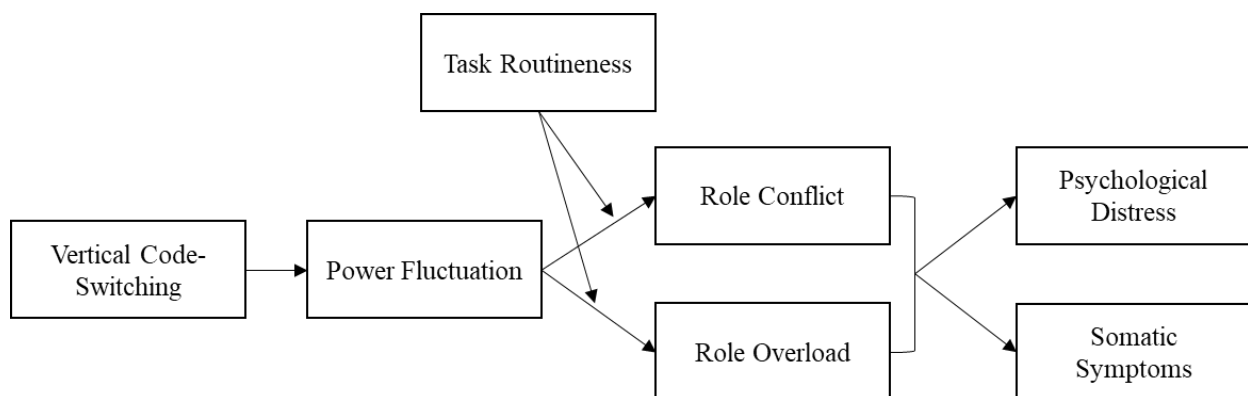 Task Routineness
Role Conflict
Psychological
Distress
Vertical Code-
Switching
Power Fluctuation
Role Overload
Somatic
Symptoms